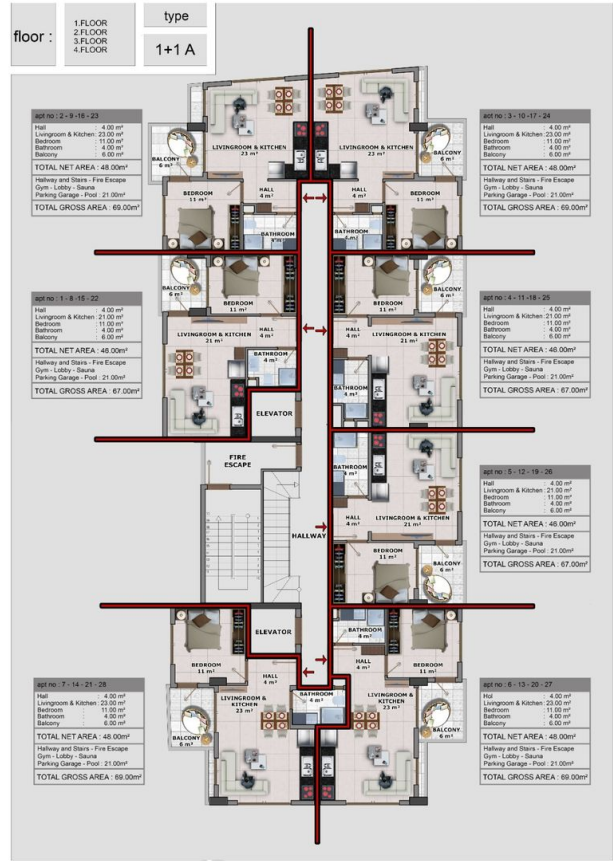 floor :
1.FLOOR
2.FLOOR
3.FLOOR
4.FLOOR
type
1+1 A
apt no : 2 - 9 -16 - 23
Hall : 4.00 m²
Livingroom & Kitchen : 23.00 m²
Bedroom : 11.00 m²
Bathroom : 4.00 m²
Balcony : 6.00 m²
TOTAL NET AREA : 48.00m²
Hallway and Stairs - Fire Escape
Gym - Lobby - Sauna
Parking Garage - Pool : 21.00m²
TOTAL GROSS AREA : 69.00m²
apt no : 3 - 10 -17 - 24
Hall : 4.00 m²
Livingroom & Kitchen : 23.00 m²
Bedroom : 11.00 m²
Bathroom : 4.00 m²
Balcony : 6.00 m²
TOTAL NET AREA : 48.00m²
Hallway and Stairs - Fire Escape
Gym - Lobby - Sauna
Parking Garage - Pool : 21.00m²
TOTAL GROSS AREA : 69.00m²
LIVINGROOM & KITCHEN
23 m²
LIVINGROOM & KITCHEN
23 m²
BALCONY
6 m²
BALCONY
6 m²
BEDROOM
11 m²
HALL
4 m²
HALL
4 m²
BEDROOM
11 m²
BATHROOM
BATHROOM
apt no : 1 - 8 -15 - 22
Hall : 4.00 m²
Livingroom & Kitchen : 21.00 m²
Bedroom : 11.00 m²
Bathroom : 4.00 m²
Balcony : 6.00 m²
TOTAL NET AREA : 46.00m²
Hallway and Stairs - Fire Escape
Gym - Lobby - Sauna
Parking Garage - Pool : 21.00m²
TOTAL GROSS AREA : 67.00m²
apt no : 4 - 11 -18 - 25
Hall : 4.00 m²
Livingroom & Kitchen : 21.00 m²
Bedroom : 11.00 m²
Bathroom : 4.00 m²
Balcony : 6.00 m²
TOTAL NET AREA : 46.00m²
Hallway and Stairs - Fire Escape
Gym - Lobby - Sauna
Parking Garage - Pool : 21.00m²
TOTAL GROSS AREA : 67.00m²
BALCONY
6 m²
BEDROOM
11 m²
BEDROOM
11 m²
BALCONY
6 m²
LIVINGROOM & KITCHEN
21 m²
HALL
4 m²
HALL
4 m²
LIVINGROOM & KITCHEN
21 m²
BATHROOM
4 m²
BATHROOM
4 m²
ELEVATOR
FIRE
ESCAPE
BATHROOM
4 m²
apt no : 5 - 12 - 19 - 26
Hall : 4.00 m²
Livingroom & Kitchen : 21.00 m²
Bedroom : 11.00 m²
Bathroom : 4.00 m²
Balcony : 6.00 m²
TOTAL NET AREA : 46.00m²
Hallway and Stairs - Fire Escape
Gym - Lobby - Sauna
Parking Garage - Pool : 21.00m²
TOTAL GROSS AREA : 67.00m²
HALL
4 m²
LIVINGROOM & KITCHEN
21 m²
HALLWAY
BEDROOM
11 m²
BALCONY
6 m²
ELEVATOR
BATHROOM
4 m²
BEDROOM
11 m²
HALL
4 m²
HALL
4 m²
BEDROOM
11 m²
apt no : 7 - 14 - 21 - 28
Hall : 4.00 m²
Livingroom & Kitchen : 23.00 m²
Bedroom : 11.00 m²
Bathroom : 4.00 m²
Balcony : 6.00 m²
TOTAL NET AREA : 48.00m²
Hallway and Stairs - Fire Escape
Gym - Lobby - Sauna
Parking Garage - Pool : 21.00m²
TOTAL GROSS AREA : 69.00m²
apt no : 6 - 13 - 20 - 27
Hol : 4.00 m²
Livingroom & Kitchen : 23.00 m²
Bedroom : 11.00 m²
Bathroom : 4.00 m²
Balcony : 6.00 m²
TOTAL NET AREA : 48.00m²
Hallway and Stairs - Fire Escape
Gym - Lobby - Sauna
Parking Garage - Pool : 21.00m²
TOTAL GROSS AREA : 69.00m²
LIVINGROOM &
KITCHEN
23 m²
BATHROOM
4 m²
LIVINGROOM &
KITCHEN
23 m²
BALCONY
6 m²
BALCONY
6 m²